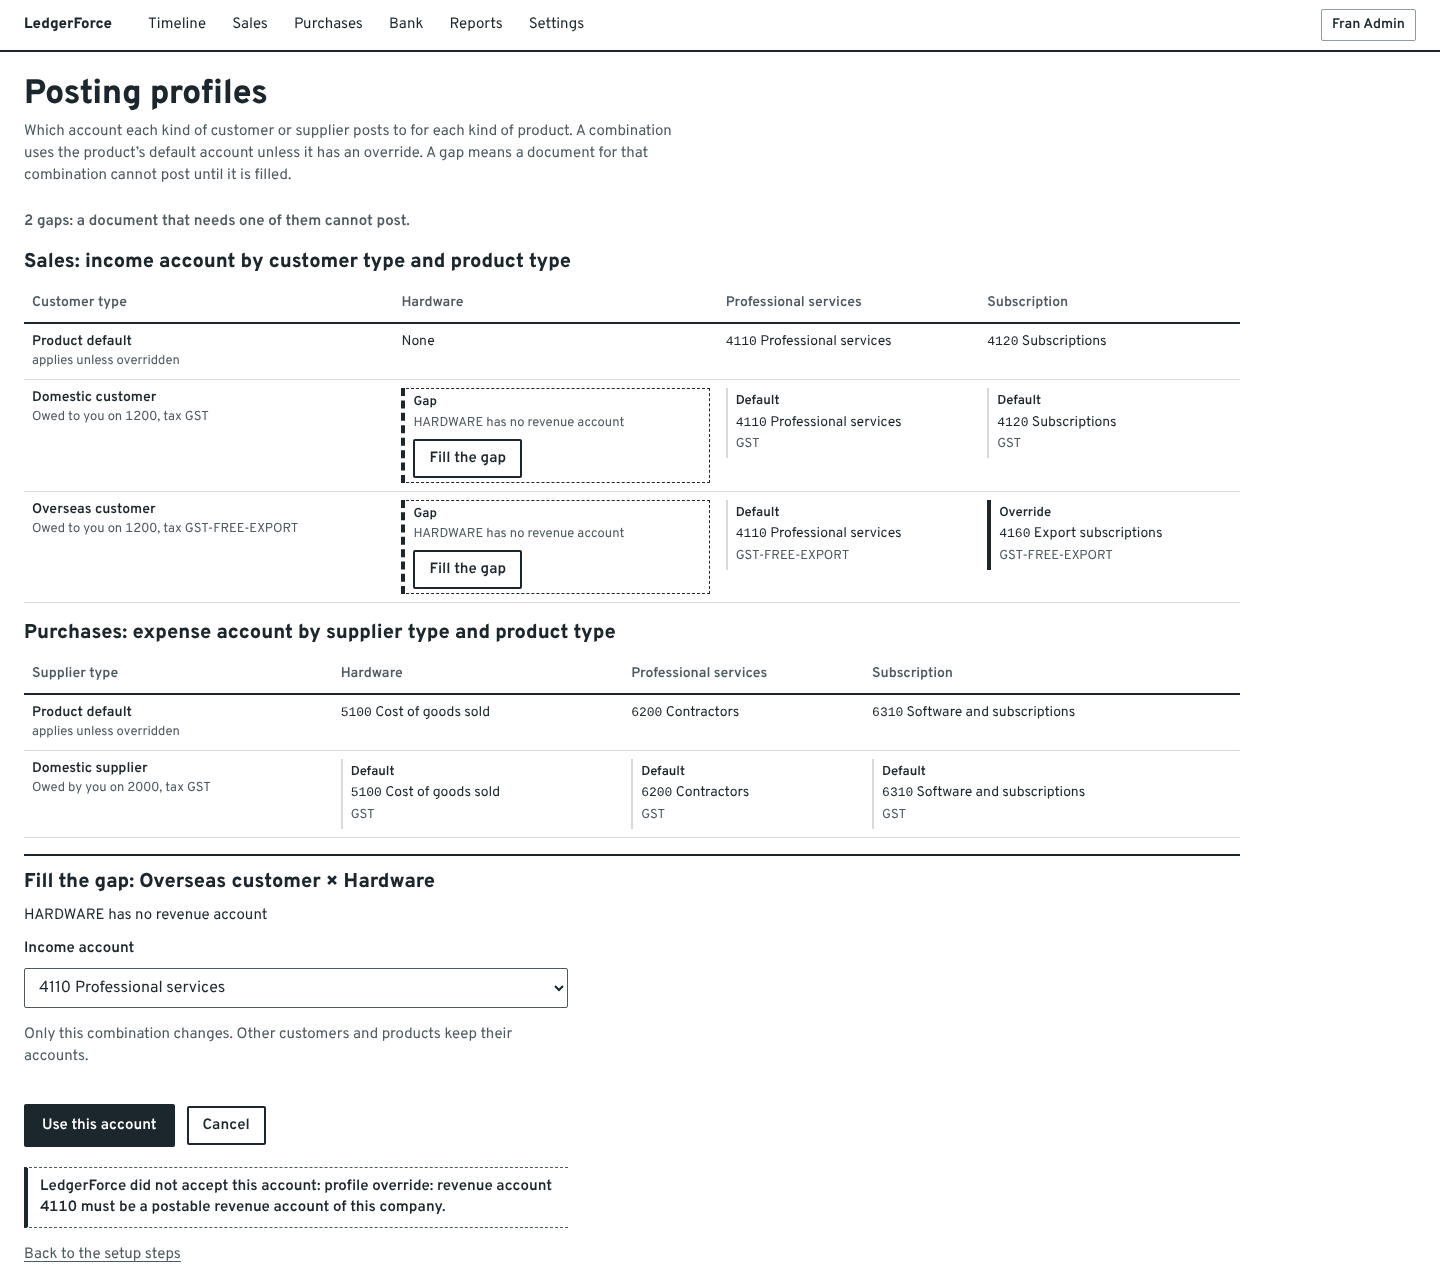 LedgerForce Timeline Sales Purchases Bank Reports Settings Fran Admin
Posting profiles
Which account each kind of customer or supplier posts to for each kind of product. A combination
uses the product's default account unless it has an override. A gap means a document for that
combination cannot post until it is filled.
2 gaps: a document that needs one of them cannot post.
Sales: income account by customer type and product type
Customer type Hardware Professional services Subscription
Product default None 4110 Professional services 4120 Subscriptions
applies unless overridden
Domestic customer Gap Default Default
Owed to you on 1200, tax GST HARDWARE has no revenue account 4110 Professional services 4120 Subscriptions
GST GST
Fill the gap
Overseas customer Gap Default Override
Owed to you on 1200, tax GST-FREE-EXPORT HARDWARE has no revenue account 4110 Professional services 4160 Export subscriptions
GST-FREE-EXPORT GST-FREE-EXPORT
Fill the gap
Purchases: expense account by supplier type and product type
Supplier type Hardware Professional services Subscription
Product default 5100 Cost of goods sold 6200 Contractors 6310 Software and subscriptions
applies unless overridden
Domestic supplier Default Default Default
Owed by you on 2000, tax GST 5100 Cost of goods sold 6200 Contractors 6310 Software and subscriptions
GST GST GST
Fill the gap: Overseas customer × Hardware
HARDWARE has no revenue account
Income account
4110 Professional services
Only this combination changes. Other customers and products keep their
accounts.
Use this account Cancel
LedgerForce did not accept this account: profile override: revenue account
4110 must be a postable revenue account of this company.
Back to the setup steps